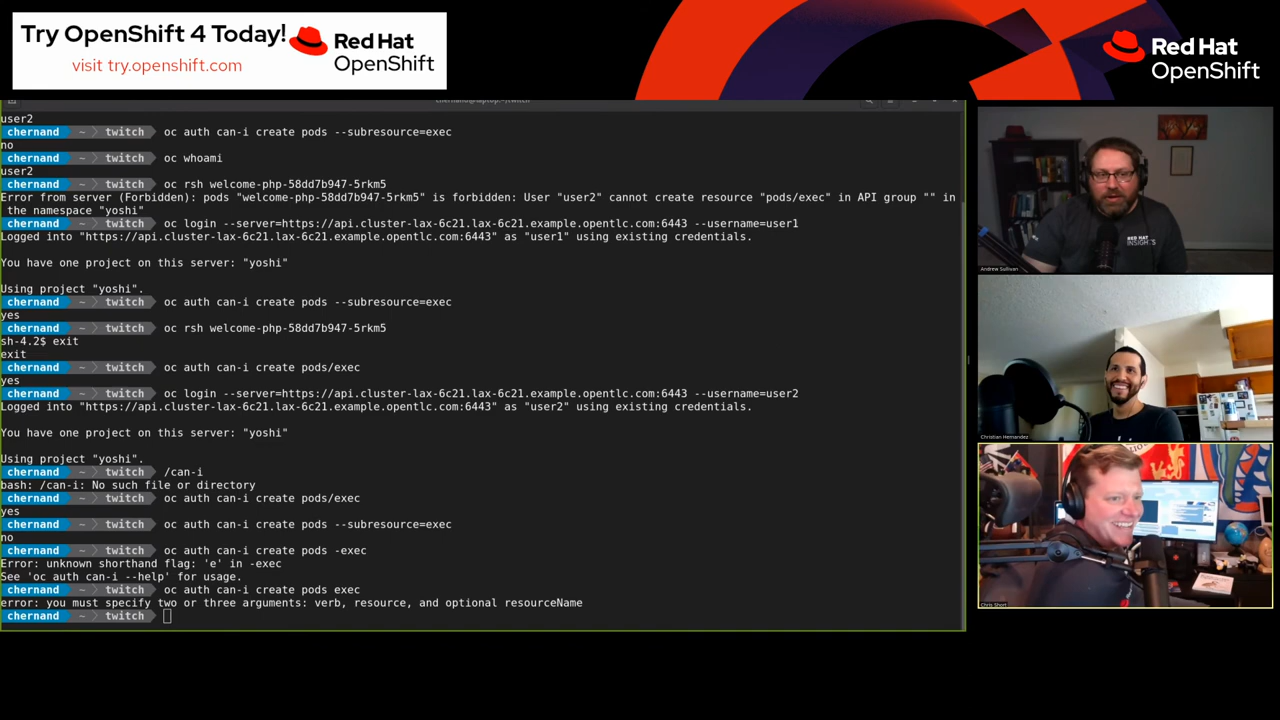 Try OpenShift 4 Today!
visit try.openshift.com
Red Hat
OpenShift
Red Hat
OpenShift
chernand@laptop:~/twitch
user2
chernand ~ twitch oc auth can-i create pods --subresource=exec
no
chernand ~ twitch oc whoami
user2
chernand ~ twitch oc rsh welcome-php-58dd7b947-5rkm5
Error from server (Forbidden): pods "welcome-php-58dd7b947-5rkm5" is forbidden: User "user2" cannot create resource "pods/exec" in API group "" in
the namespace "yoshi"
chernand ~ twitch oc login --server=https://api.cluster-lax-6c21.lax-6c21.example.opentlc.com:6443 --username=user1
Logged into "https://api.cluster-lax-6c21.lax-6c21.example.opentlc.com:6443" as "user1" using existing credentials.
You have one project on this server: "yoshi"
Using project "yoshi".
chernand ~ twitch oc auth can-i create pods --subresource=exec
yes
chernand ~ twitch oc rsh welcome-php-58dd7b947-5rkm5
sh-4.2$ exit
exit
chernand ~ twitch oc auth can-i create pods/exec
yes
chernand ~ twitch oc login --server=https://api.cluster-lax-6c21.lax-6c21.example.opentlc.com:6443 --username=user2
Logged into "https://api.cluster-lax-6c21.lax-6c21.example.opentlc.com:6443" as "user2" using existing credentials.
You have one project on this server: "yoshi"
Using project "yoshi".
chernand ~ twitch /can-i
bash: /can-i: No such file or directory
chernand ~ twitch oc auth can-i create pods/exec
yes
chernand ~ twitch oc auth can-i create pods --subresource=exec
no
chernand ~ twitch oc auth can-i create pods -exec
Error: unknown shorthand flag: 'e' in -exec
See 'oc auth can-i --help' for usage.
chernand ~ twitch oc auth can-i create pods exec
error: you must specify two or three arguments: verb, resource, and optional resourceName
chernand ~ twitch
RED HAT
INSIGHTS
Andrew Sullivan
Christian Hernandez
Chris Short